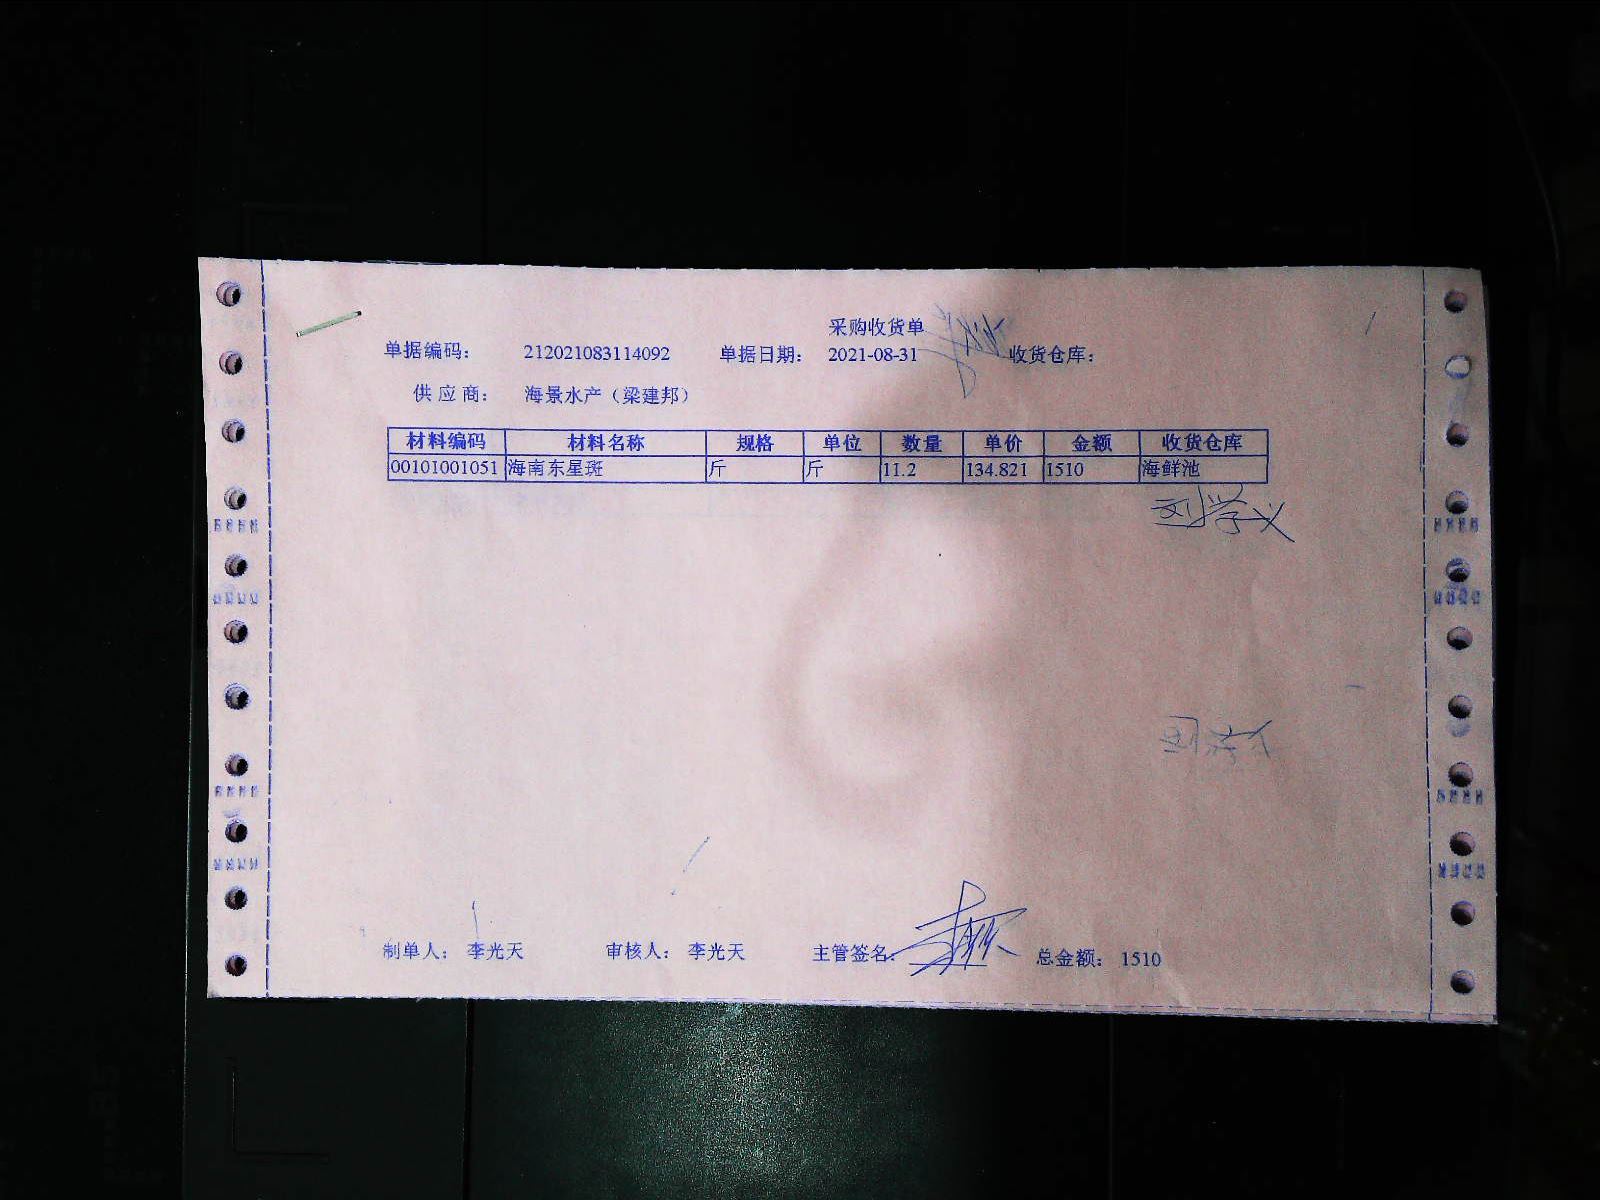 采购收货单
单据编码： 212021083114092 单据日期： 2021-08-31 收货仓库：
供应商： 海景水产（梁建邦）
材料编码 材料名称 规格 单位 数量 单价 金额 收货仓库
00101001051 海南东星斑 斤 斤 11.2 134.821 1510 海鲜池
刘学义
制单人： 李光天 审核人： 李光天 主管签名： 总金额： 1510